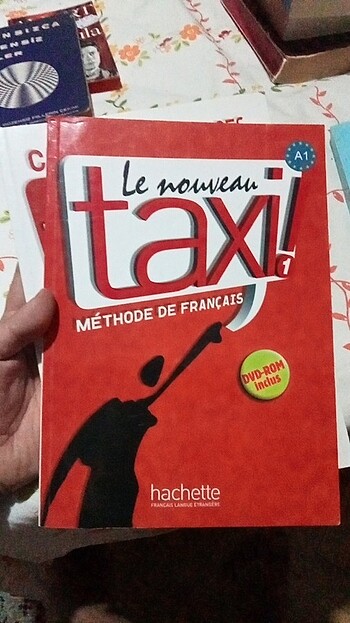 A1
Le nouveau
taxi!
1
MÉTHODE DE FRANÇAIS
DVD-ROM
inclus
hachette
FRANÇAIS LANGUE ÉTRANGÈRE